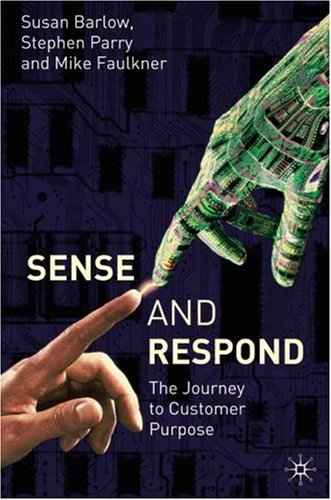 Susan Barlow,
Stephen Parry
and Mike Faulkner
SENSE
AND
RESPOND
The Journey
to Customer
Purpose